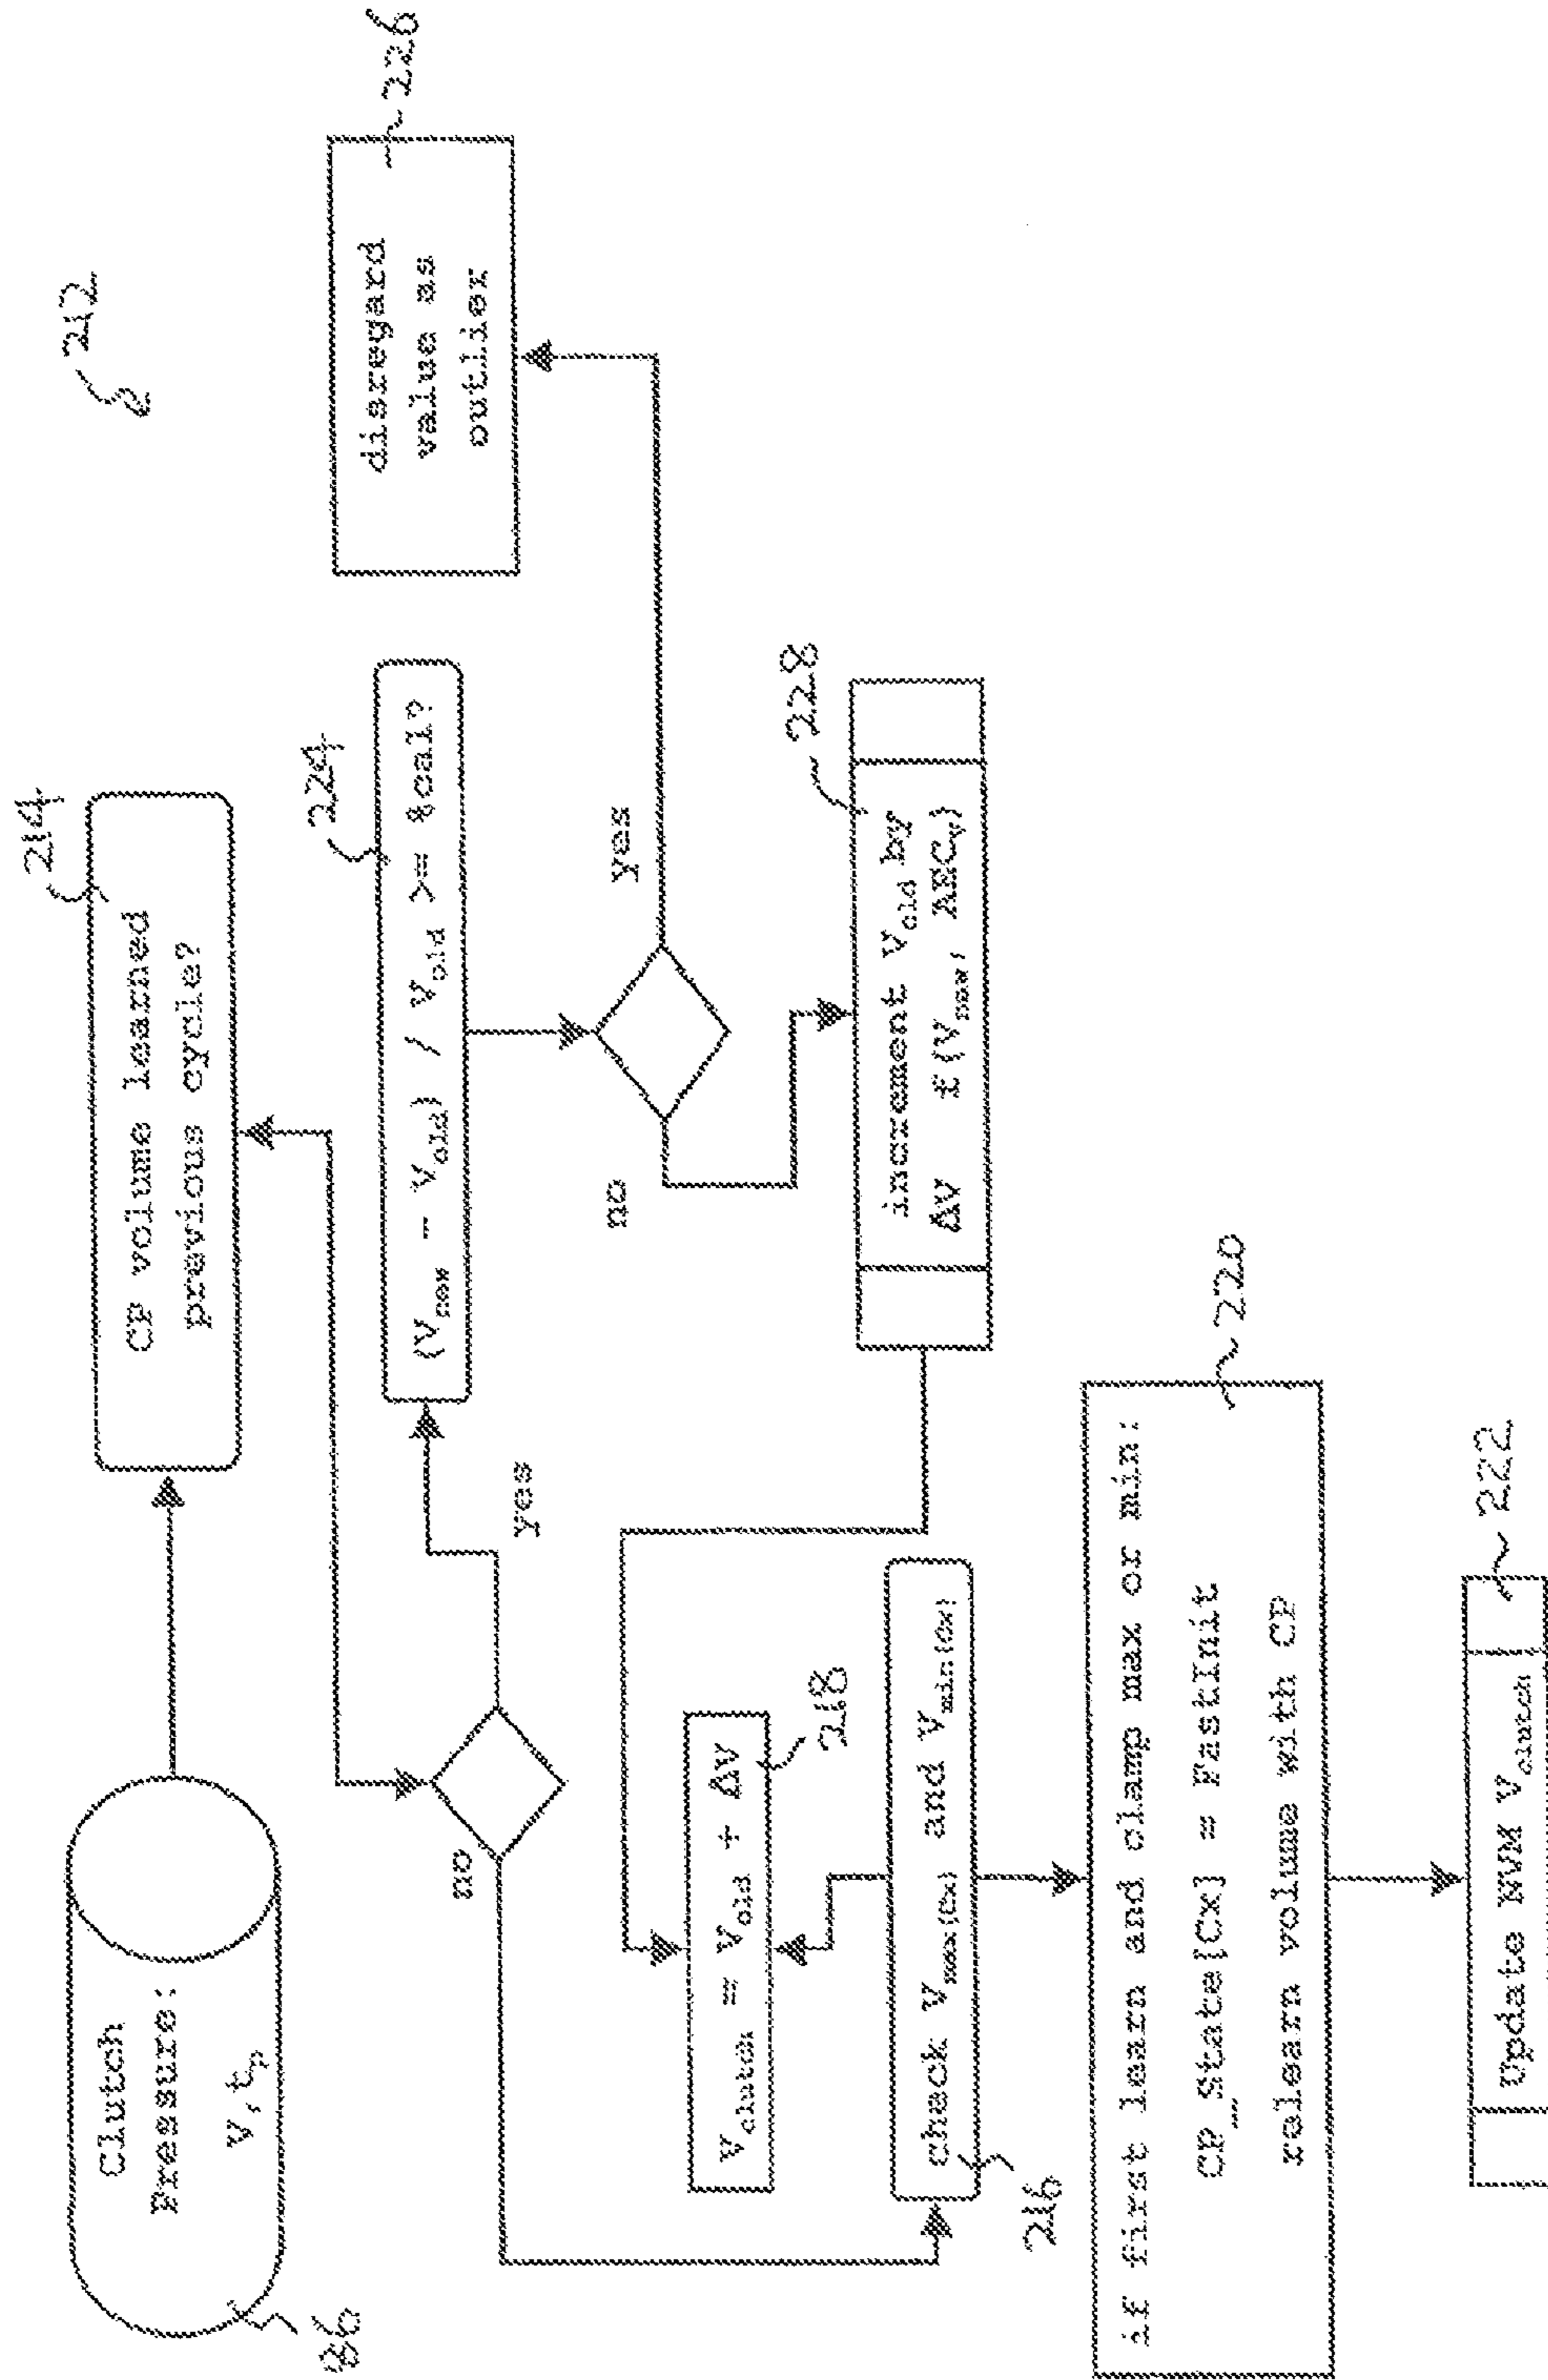 212
Clutch
Pressure:
V, tp
86
CP volume learned
previous cycle?
214
no
yes
(Vnew - Vold) / Vold >= %cal?
224
yes
no
disregard
value as
outlier
226
Vclutch = Vold + ΔV
218
increment Vold by
ΔV f(Vnew, AECv)
228
check Vmax(Cx) and Vmin(Cx)
216
if first learn and clamp max or min:
CP_State[Cx] = FastInit
relearn volume with CP
220
Update NVM Vclutch
222